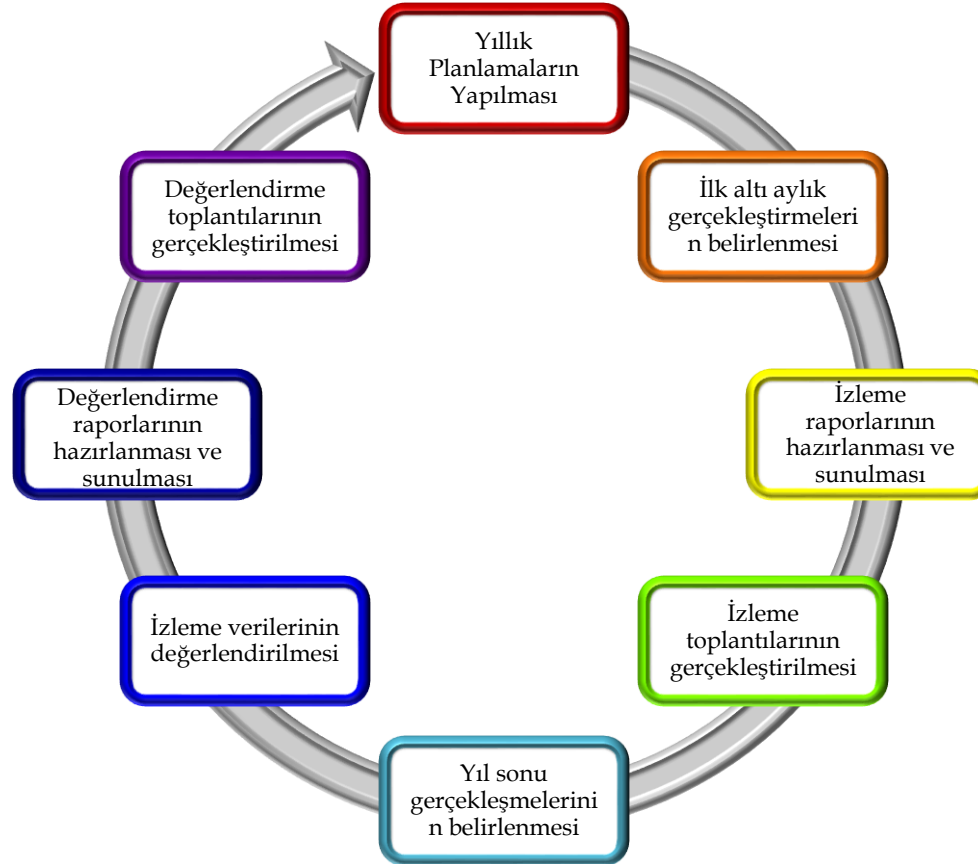 Yıllık
Planlamaların
Yapılması
İlk altı aylık
gerçekleştirmeleri
n belirlenmesi
İzleme
raporlarının
hazırlanması ve
sunulması
İzleme
toplantılarının
gerçekleştirilmesi
Yıl sonu
gerçekleşmelerini
n belirlenmesi
İzleme verilerinin
değerlendirilmesi
Değerlendirme
raporlarının
hazırlanması ve
sunulması
Değerlendirme
toplantılarının
gerçekleştirilmesi